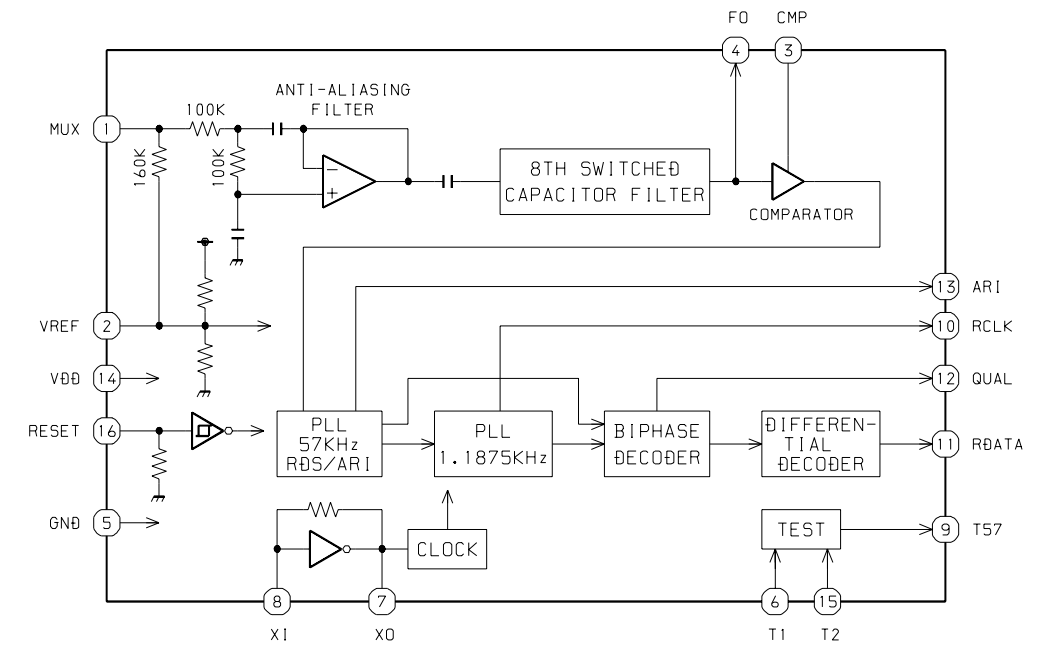 FO CMP
4 3
ANTI-ALIASING
FILTER
MUX 1
100K
160K
100K
−
+
8TH SWITCHED
CAPACITOR FILTER
COMPARATOR
13 ARI
VREF 2
10 RCLK
VDD 14
12 QUAL
RESET 16
PLL
57KHz
RDS/ARI
PLL
1.1875KHz
BIPHASE
DECODER
DIFFEREN-
TIAL
DECODER
11 RDATA
GND 5
CLOCK
TEST
9 T57
8 7 6 15
XI XO T1 T2